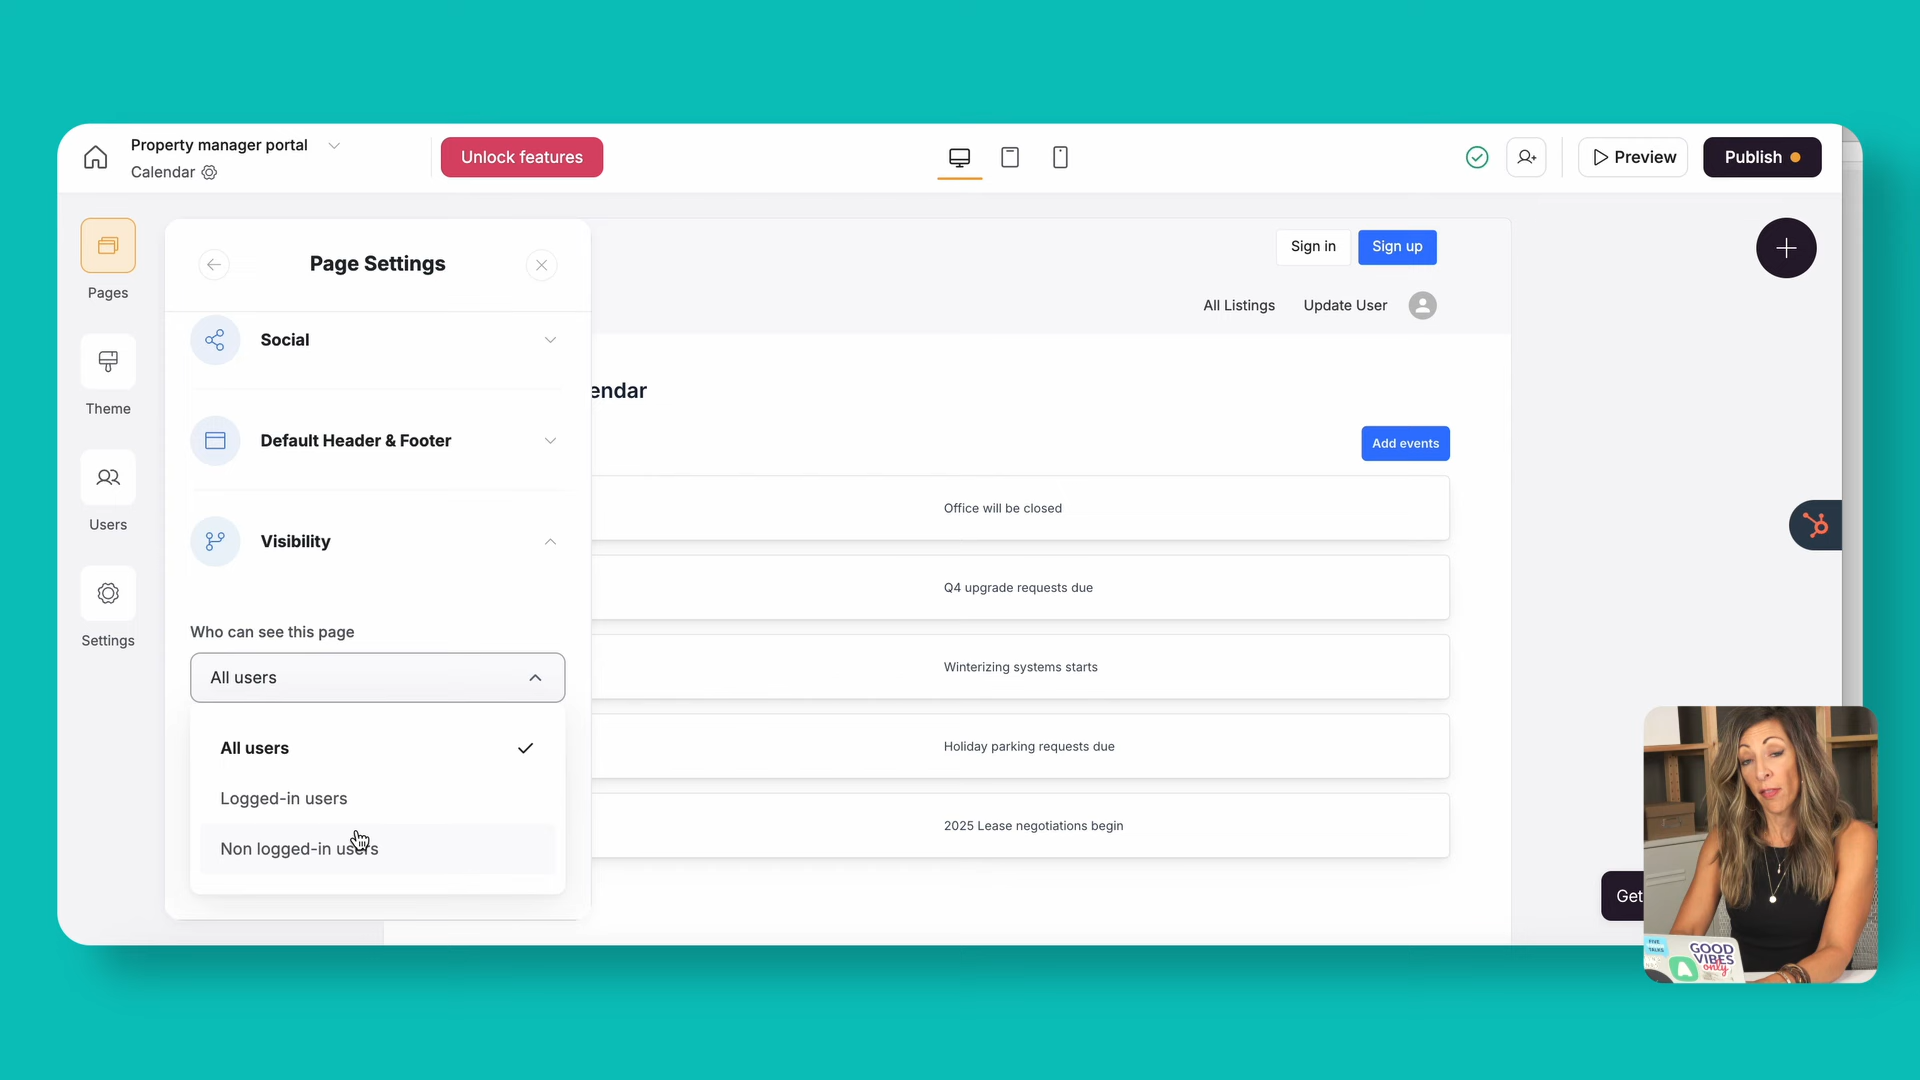 Property manager portal
Calendar
Unlock features
Preview
Publish
Pages
Theme
Users
Settings
Page Settings
Social
Default Header & Footer
Visibility
Who can see this page
All users
All users
Logged-in users
Non logged-in users
Sign in
Sign up
All Listings
Update User
endar
Add events
Office will be closed
Q4 upgrade requests due
Winterizing systems starts
Holiday parking requests due
2025 Lease negotiations begin
Get
FIVE
TALKS
GOOD
VIBES
only